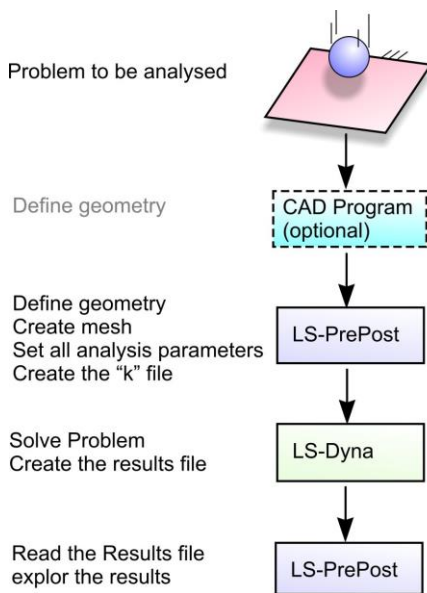 Problem to be analysed
Define geometry
CAD Program
(optional)
Define geometry
Create mesh
Set all analysis parameters
Create the “k” file
LS-PrePost
Solve Problem
Create the results file
LS-Dyna
Read the Results file
explor the results
LS-PrePost